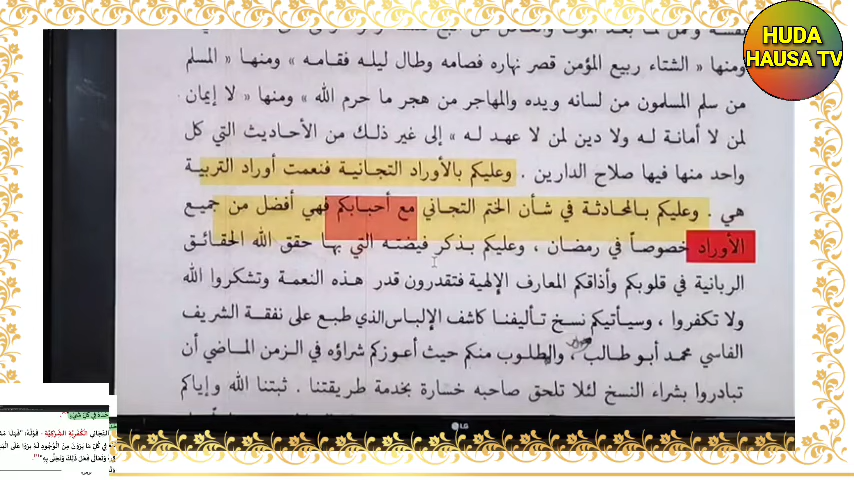 HUDA
HAUSA TV
ومنها « الشتاء ربيع المؤمن قصر نهاره فصامه وطال ليله فقامه » ومنها « المسلم
من سلم المسلمون من لسانه ويده والمهاجر من هجر ما حرم الله » ومنها « لا إيمان
لمن لا أمانة له ولا دين لمن لا عهد له » إلى غير ذلك من الأحاديث التي كل
واحد منها فيها صلاح الدارين . وعليكم بالأوراد التجانية فنعمت أوراد التربية
هي . وعليكم بالمحادثة في شأن الختم التجاني مع أحبابكم فهي أفضل من جميع
الأوراد خصوصاً في رمضان ، وعليكم بذكر فيضته التي بها حقق الله الحقائق
الربانية في قلوبكم وأذاقكم المعارف الإلهية فتقدرون قدر هذه النعمة وتشكروا الله
ولا تكفروا ، وسيأتيكم نسخ تأليفنا كاشف الإلباس الذي طبع على نفقة الشريف
الفاسي محمد أبو طالب ، والمطلوب منكم حيث أعوزكم شراؤه في الزمن الماضي أن
تبادروا بشراء النسخ لئلا تلحق صاحبه خسارة بخدمة طريقتنا . ثبتنا الله وإياكم
LG